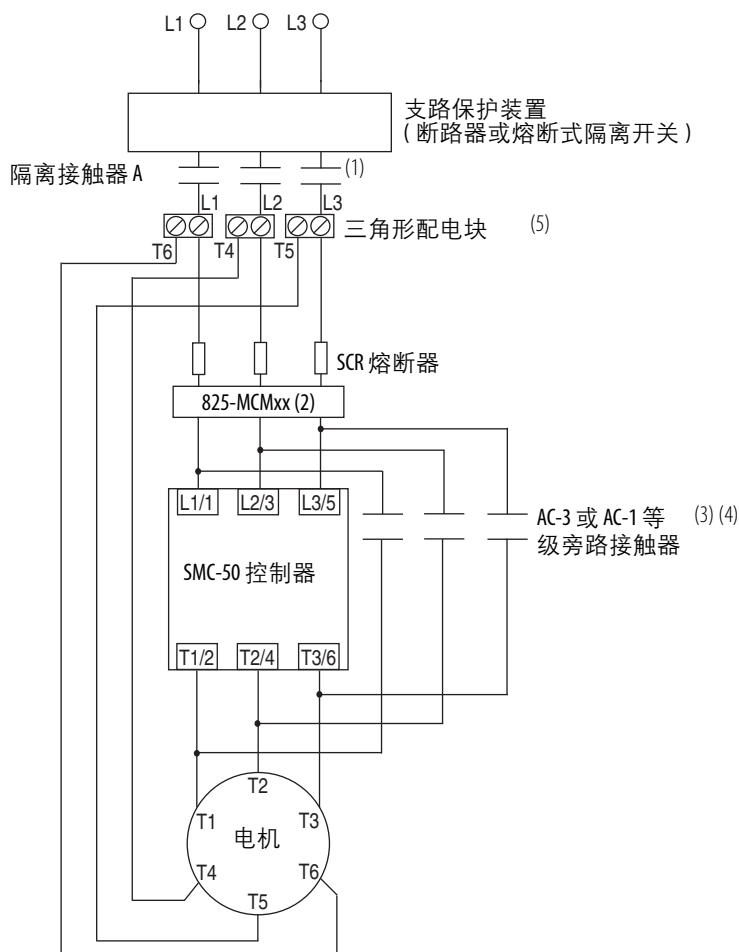 L1 L2 L3
支路保护装置
( 断路器或熔断式隔离开关 )
隔离接触器 A
(1)
L1 L2 L3
三角形配电块 (5)
T6 T4 T5
SCR 熔断器
825-MCMxx (2)
L1/1 L2/3 L3/5
AC-3 或 AC-1 等 (3) (4)
级旁路接触器
SMC-50 控制器
T1/2 T2/4 T3/6
T2
T1 T3
电机
T4 T6
T5